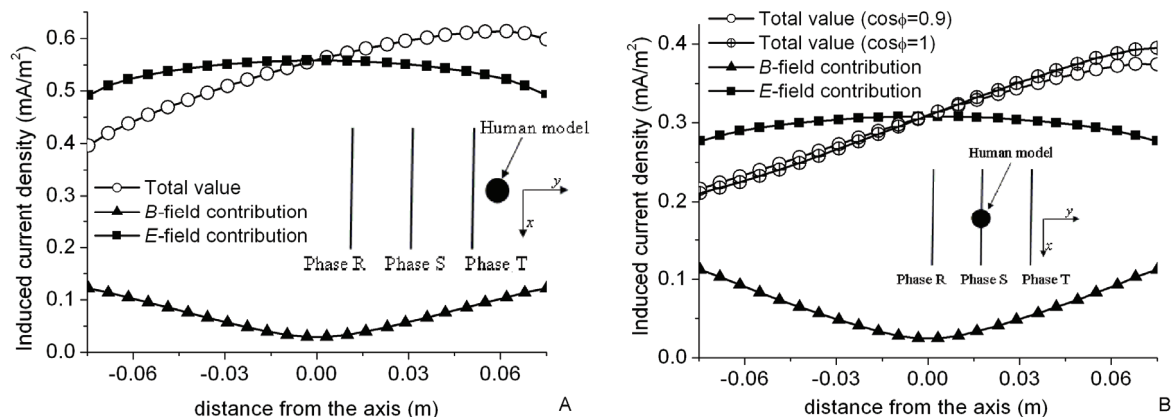 Induced current density (mA/m²)
0.6
0.5
0.4
0.3
0.2
0.1
0.0
Human model
Total value
B-field contribution
E-field contribution
y
x
Phase R Phase S Phase T
-0.06 -0.03 0.00 0.03 0.06
distance from the axis (m)
A
Total value (cosϕ=0.9)
Total value (cosϕ=1)
B-field contribution
E-field contribution
Induced current density (mA/m²)
0.4
0.3
0.2
0.1
0.0
Human model
y
x
Phase R Phase S Phase T
-0.06 -0.03 0.00 0.03 0.06
distance from the axis (m)
B